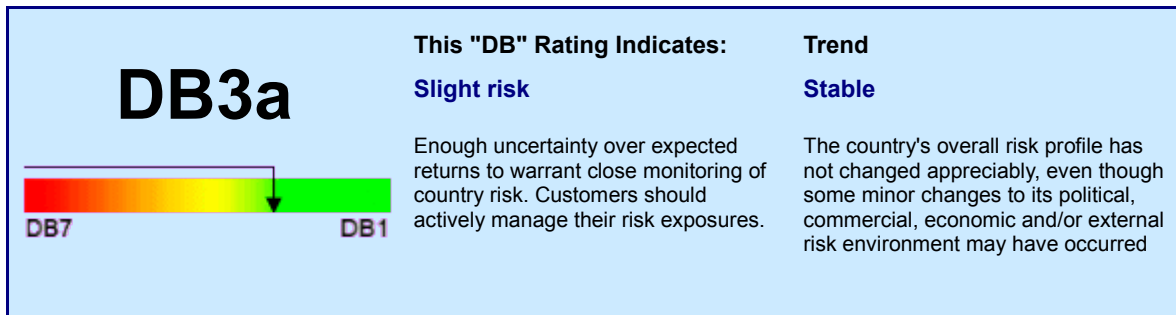 DB3a
DB7
DB1
This "DB" Rating Indicates:
Slight risk
Enough uncertainty over expected
returns to warrant close monitoring of
country risk. Customers should
actively manage their risk exposures.
Trend
Stable
The country's overall risk profile has
not changed appreciably, even though
some minor changes to its political,
commercial, economic and/or external
risk environment may have occurred